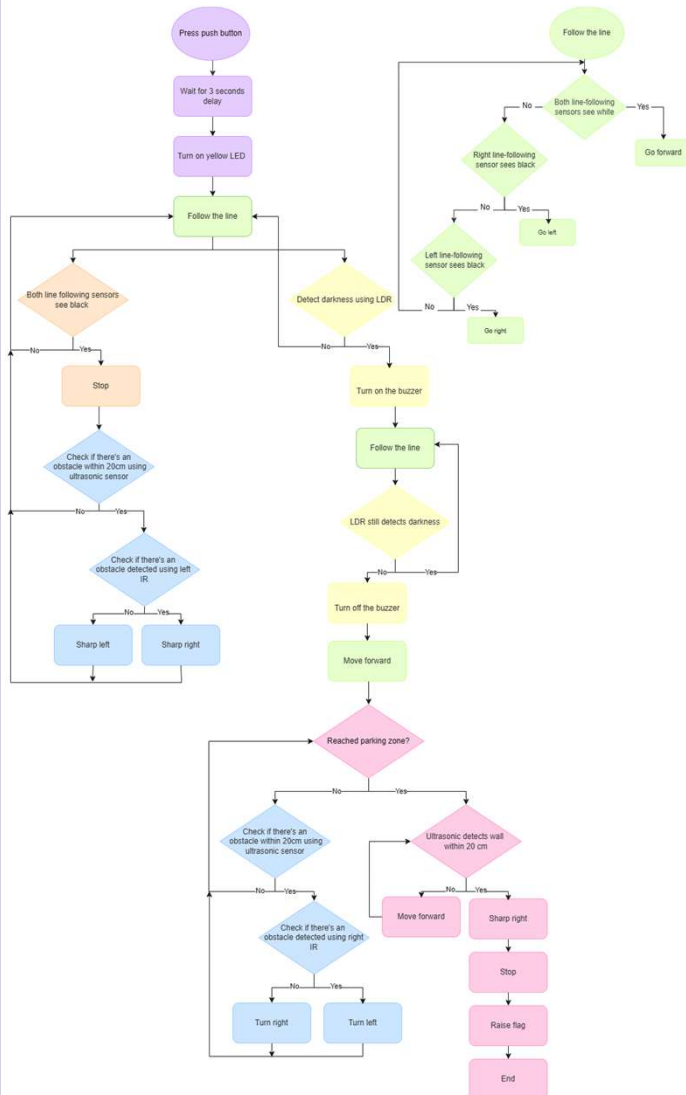 Press push button
Wait for 3 seconds
delay
Turn on yellow LED
Follow the line
Both line following sensors
see black
No
Yes
Stop
Check if there's an
obstacle within 20cm using
ultrasonic sensor
No
Yes
Check if there's an
obstacle detected using left
IR
No
Yes
Sharp left
Sharp right
Detect darkness using LDR
No
Yes
Turn on the buzzer
Follow the line
LDR still detects darkness
No
Yes
Turn off the buzzer
Move forward
Reached parking zone?
No
Yes
Check if there's an
obstacle within 20cm using
ultrasonic sensor
No
Yes
Check if there's an
obstacle detected using right
IR
No
Yes
Turn right
Turn left
Ultrasonic detects wall
within 20 cm
No
Yes
Move forward
Sharp right
Stop
Raise flag
End
Follow the line
Both line-following
sensors see white
No
Yes
Go forward
Right line-following
sensor sees black
No
Yes
Go left
Left line-following
sensor sees black
No
Yes
Go right